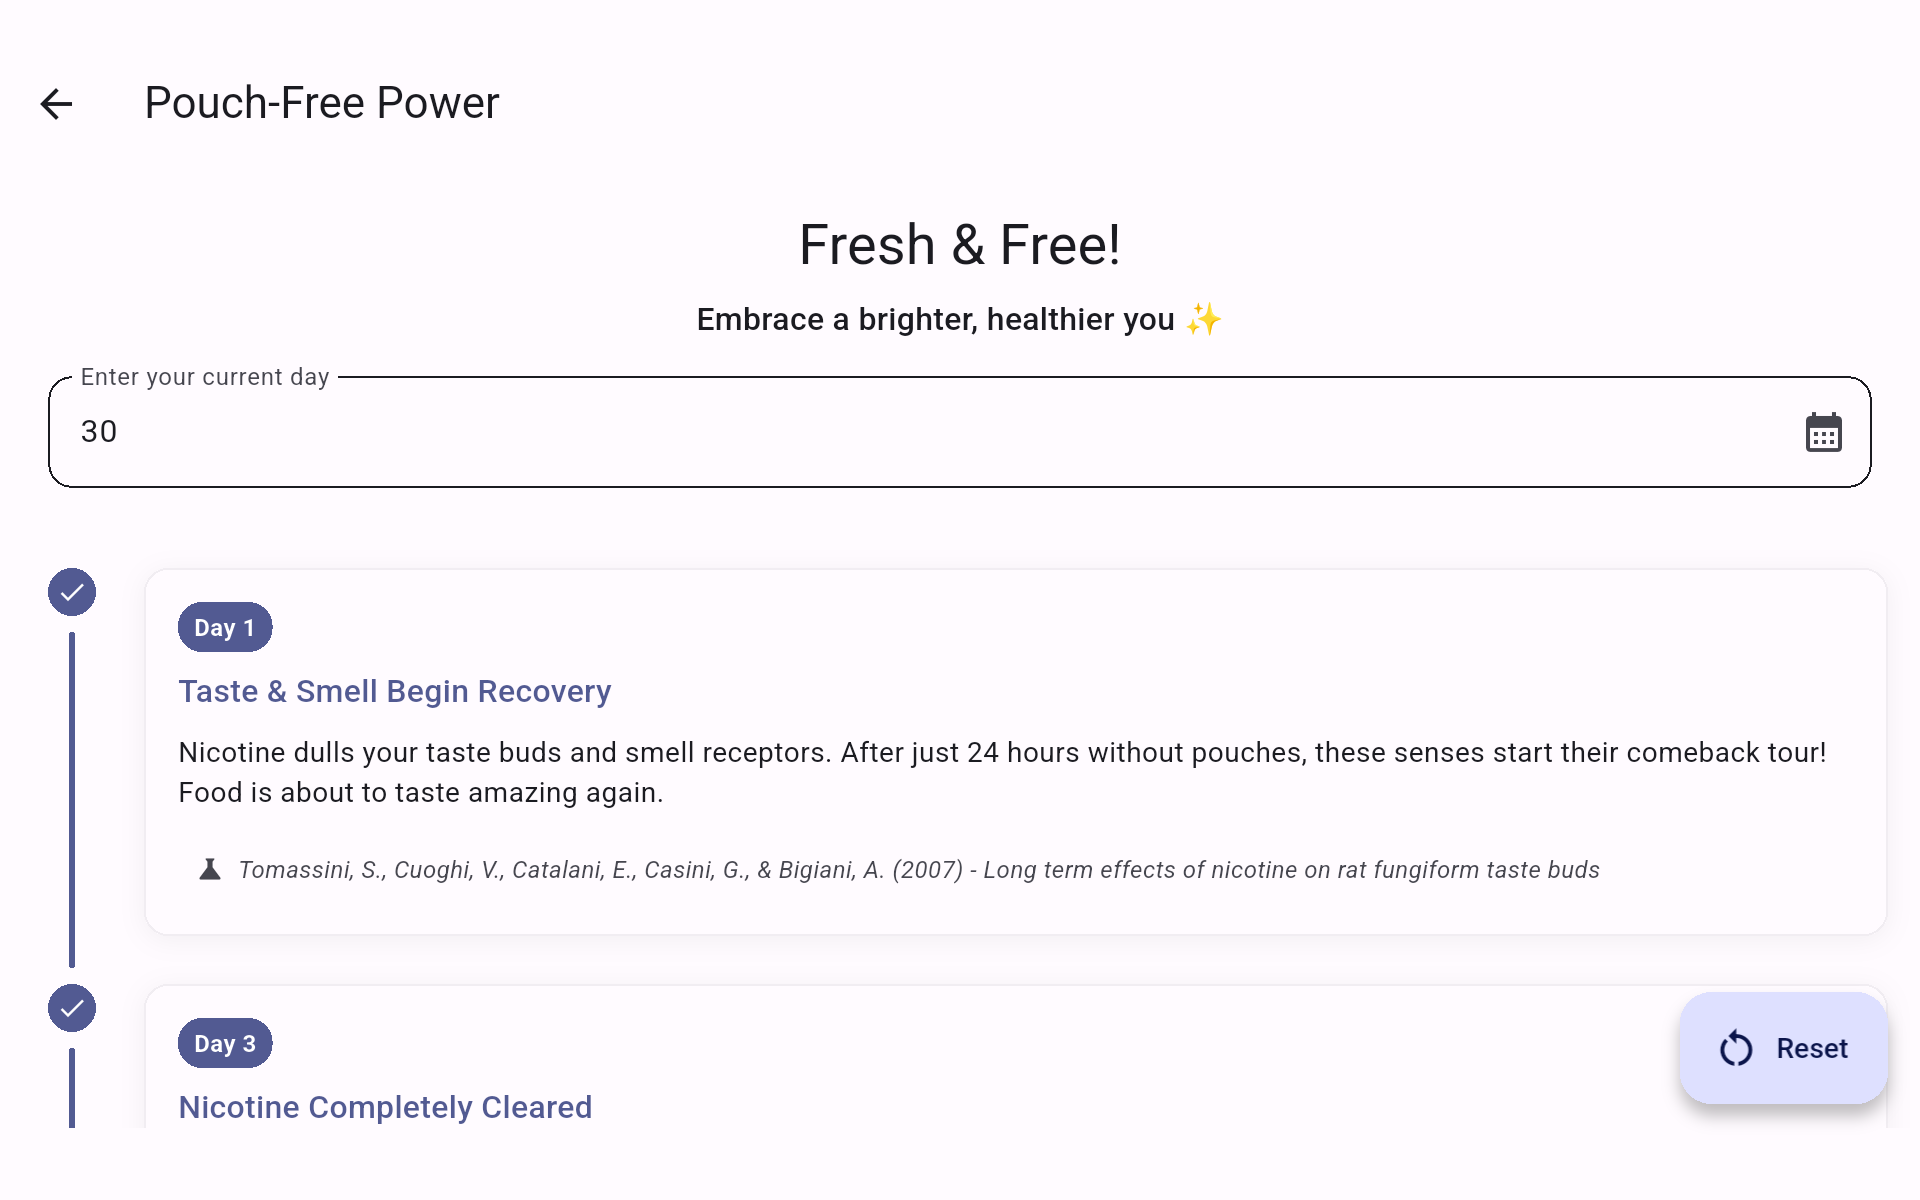 Pouch-Free Power
Fresh & Free!
Embrace a brighter, healthier you ✨
Enter your current day
30
Day 1
Taste & Smell Begin Recovery
Nicotine dulls your taste buds and smell receptors. After just 24 hours without pouches, these senses start their comeback tour!
Food is about to taste amazing again.
Tomassini, S., Cuoghi, V., Catalani, E., Casini, G., & Bigiani, A. (2007) - Long term effects of nicotine on rat fungiform taste buds
Day 3
Nicotine Completely Cleared
Reset